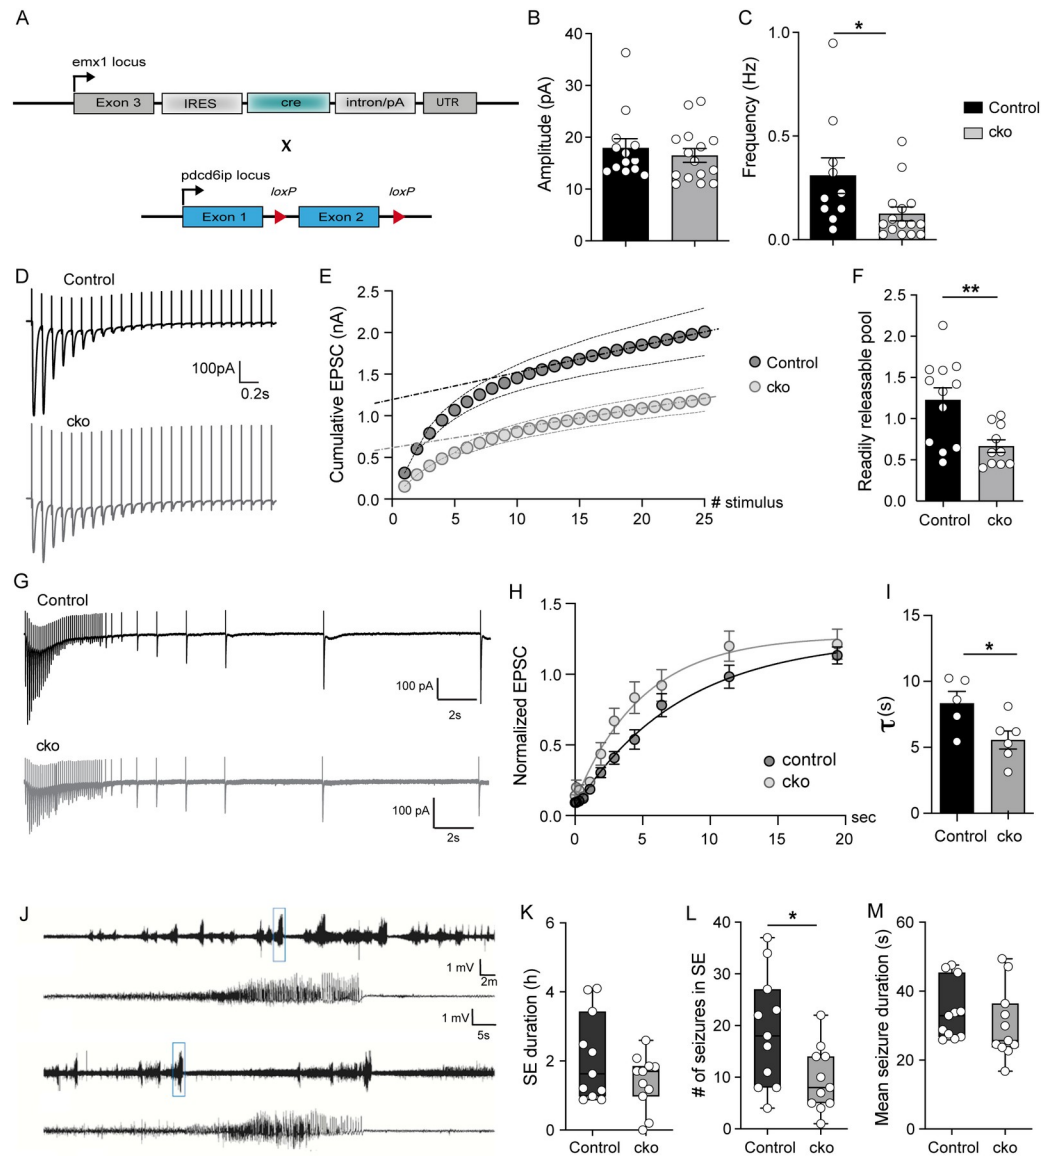 A
emx1 locus
Exon 3
IRES
cre
intron/pA
UTR
X
pdcd6ip locus
loxP
loxP
Exon 1
Exon 2
B
Amplitude (pA)
40
30
20
10
0
C
*
Frequency (Hz)
1.0
0.5
0.0
Control
cko
D
Control
100pA
0.2s
cko
E
Cumulative EPSC (nA)
2.5
2.0
1.5
1.0
0.5
0.0
0
5
10
15
20
25
# stimulus
Control
cko
F
**
Readily releasable pool
2.5
2.0
1.5
1.0
0.5
0.0
Control
cko
G
Control
100 pA
2s
cko
100 pA
2s
H
Normalized EPSC
1.5
1.0
0.5
0.0
0
5
10
15
20
sec
control
cko
I
*
τ(s)
15
10
5
0
Control
cko
J
1 mV
2m
1 mV
5s
K
SE duration (h)
6
4
2
0
Control
cko
L
*
# of seizures in SE
40
30
20
10
0
Control
cko
M
Mean seizure duration (s)
60
40
20
0
Control
cko